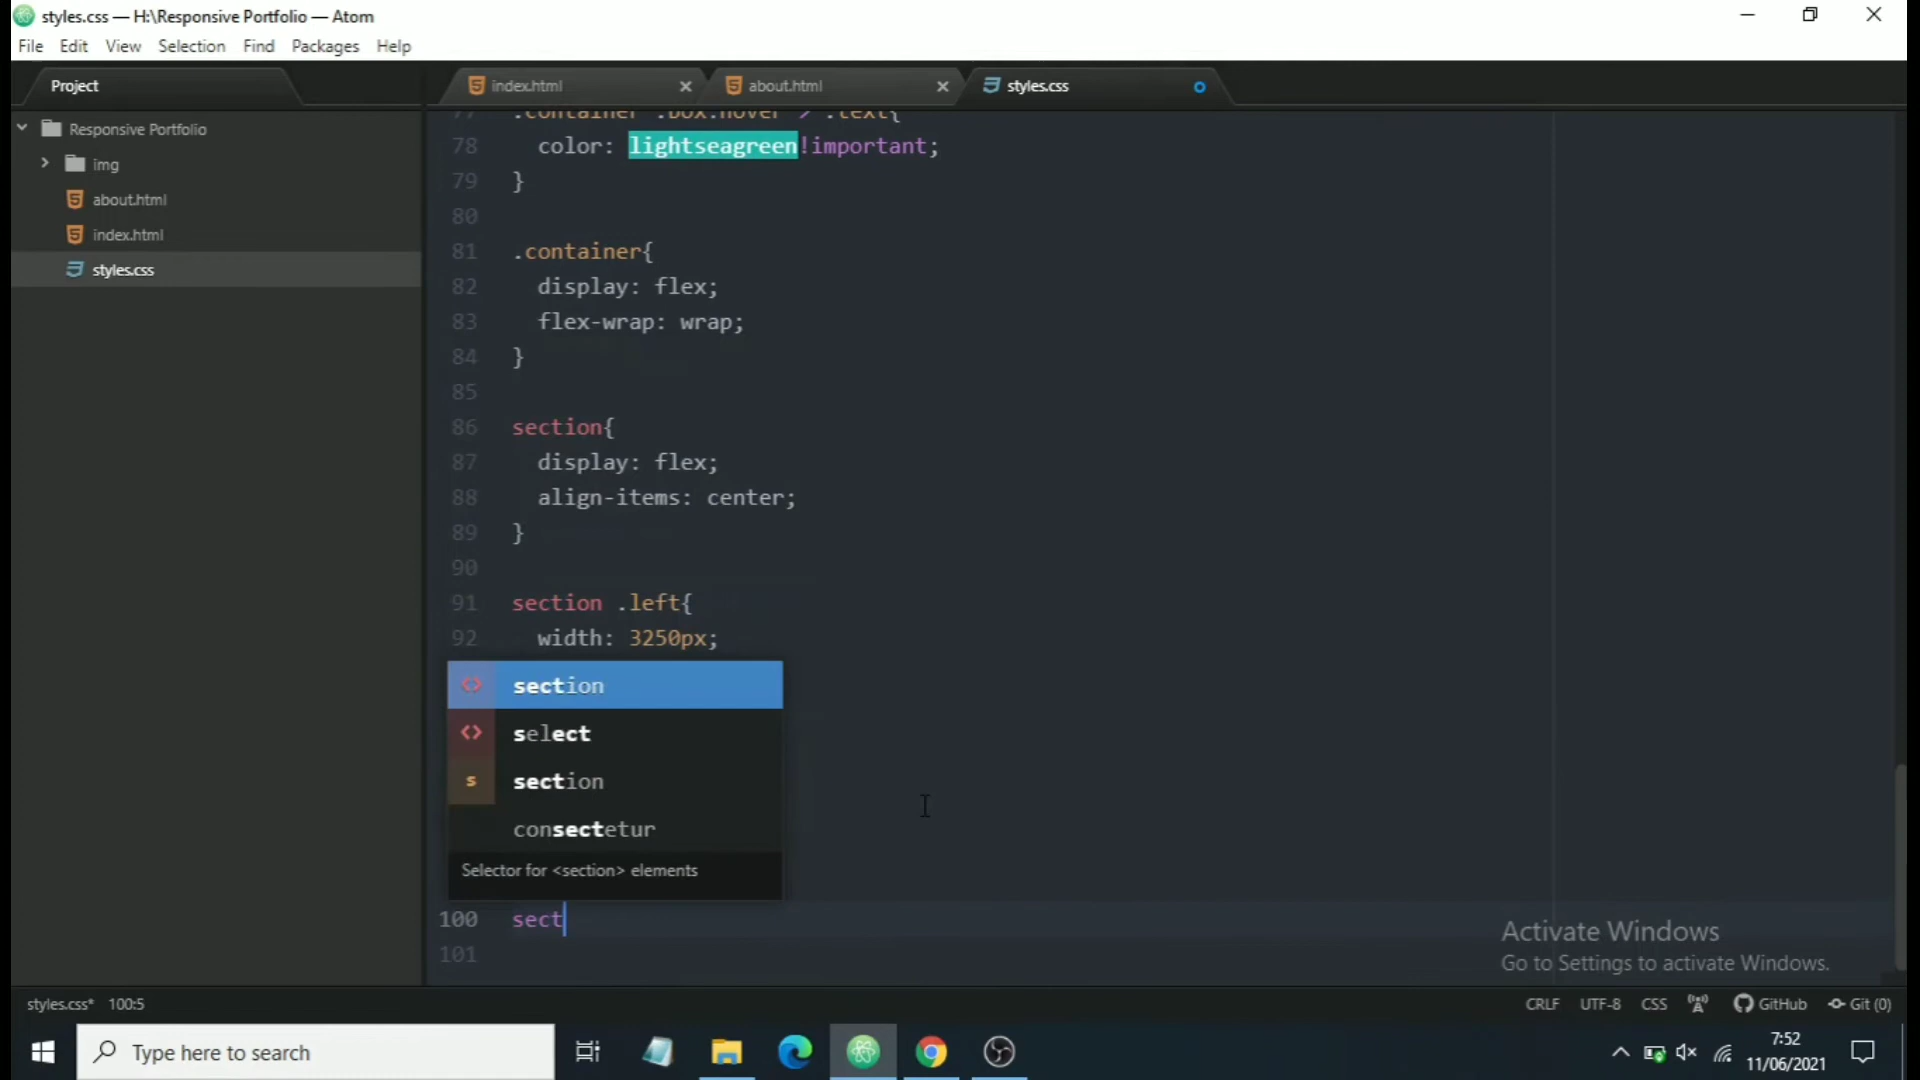 styles.css — H:\Responsive Portfolio — Atom
File Edit View Selection Find Packages Help
Project
index.html
about.html
styles.css
Responsive Portfolio
img
about.html
index.html
styles.css
77 .container .box:hover > .text{
78 color: lightseagreen!important;
79 }
80
81 .container{
82 display: flex;
83 flex-wrap: wrap;
84 }
85
86 section{
87 display: flex;
88 align-items: center;
89 }
90
91 section .left{
92 width: 3250px;
section
select
s section
consectetur
Selector for <section> elements
100 sect
101
Activate Windows
Go to Settings to activate Windows.
styles.css* 100:5
CRLF UTF-8 CSS GitHub Git (0)
Type here to search
7:52
11/06/2021